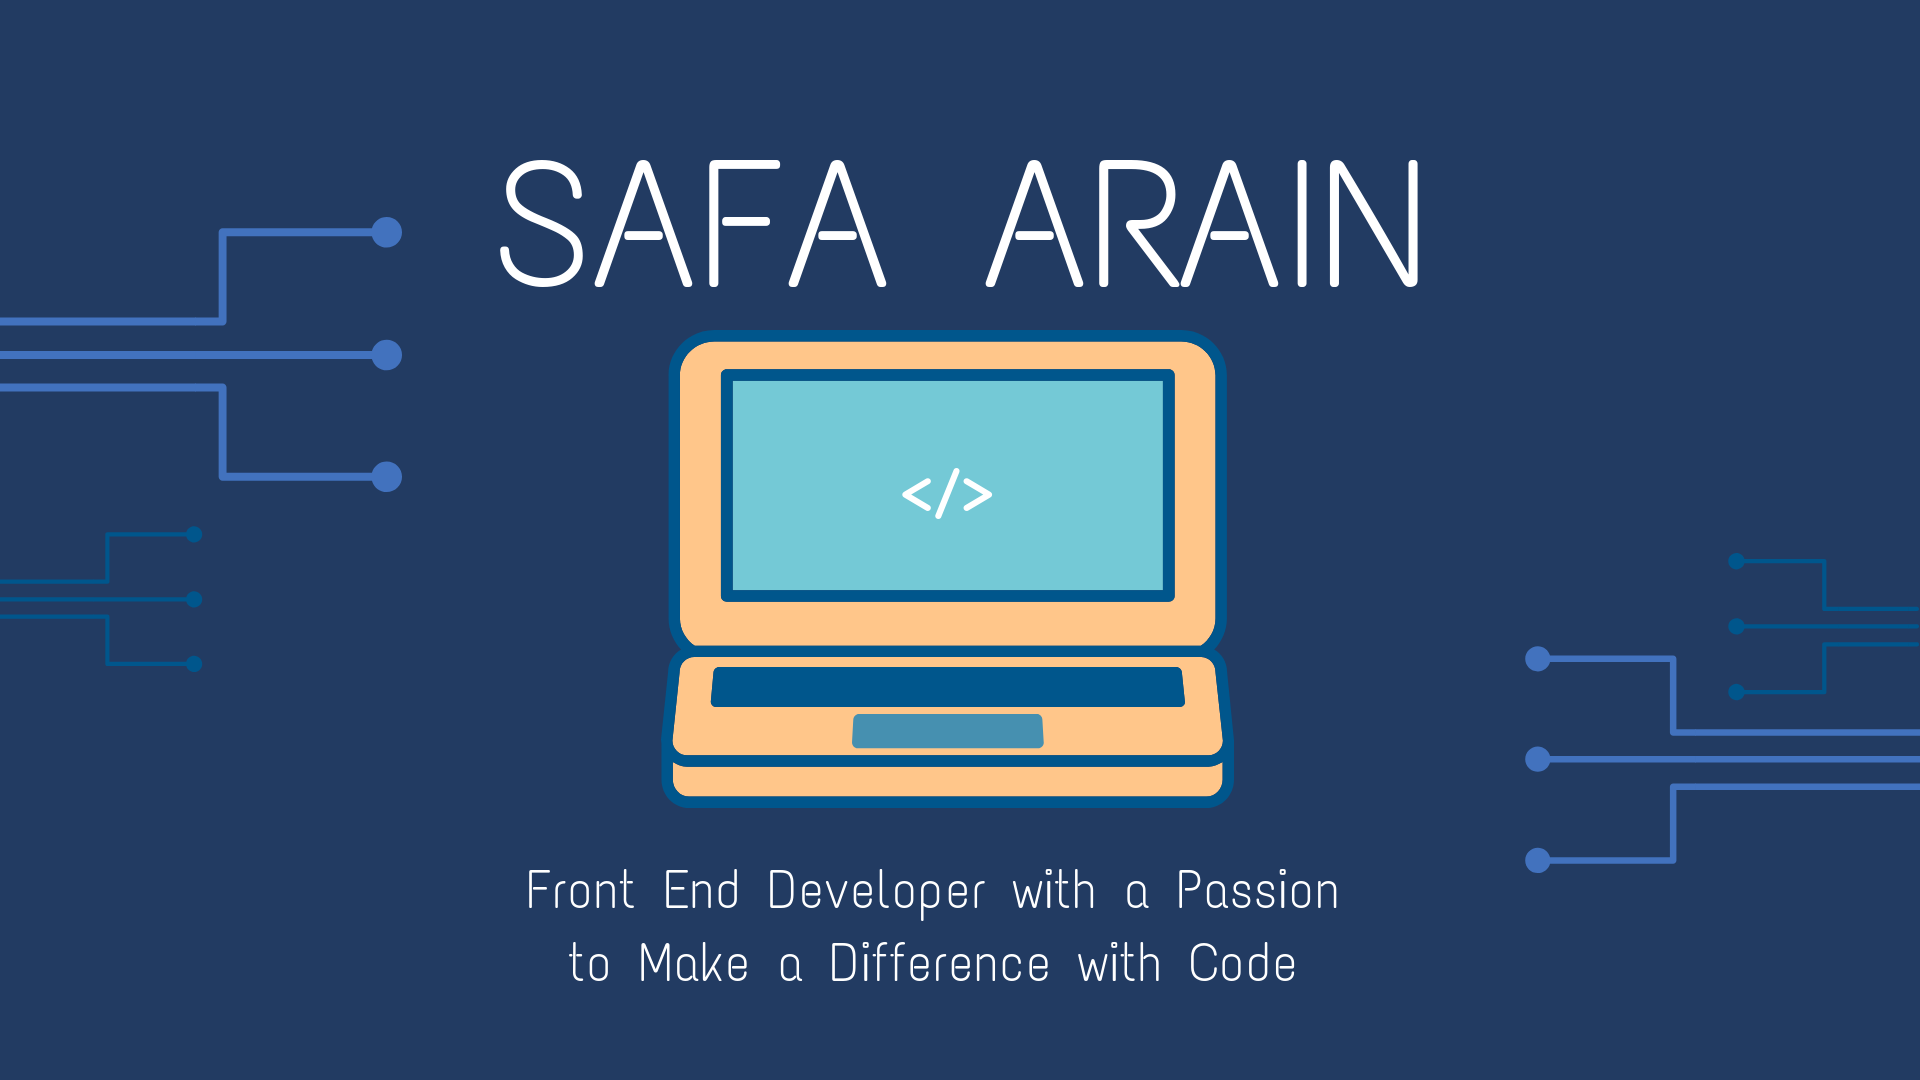 SAFA ARAIN
</>
Front End Developer with a Passion
to Make a Difference with Code